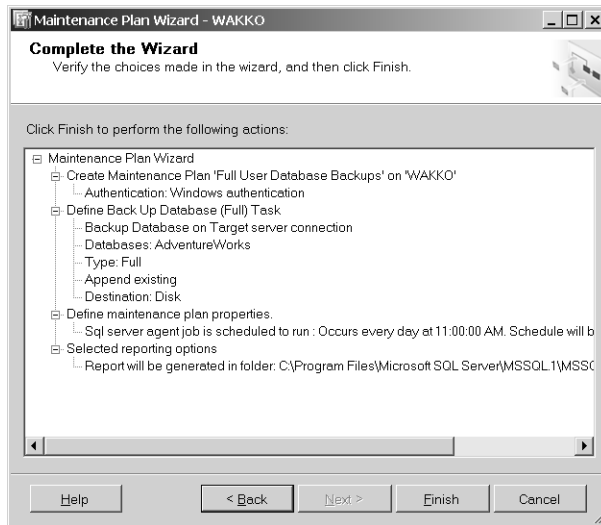 Maintenance Plan Wizard - WAKKO
Complete the Wizard
Verify the choices made in the wizard, and then click Finish.
Click Finish to perform the following actions:
Maintenance Plan Wizard
Create Maintenance Plan 'Full User Database Backups' on 'WAKKO'
Authentication: Windows authentication
Define Back Up Database (Full) Task
Backup Database on Target server connection
Databases: AdventureWorks
Type: Full
Append existing
Destination: Disk
Define maintenance plan properties.
Sql server agent job is scheduled to run : Occurs every day at 11:00:00 AM. Schedule will b
Selected reporting options
Report will be generated in folder: C:\Program Files\Microsoft SQL Server\MSSQL.1\MSSQ
Help < Back Next > Finish Cancel